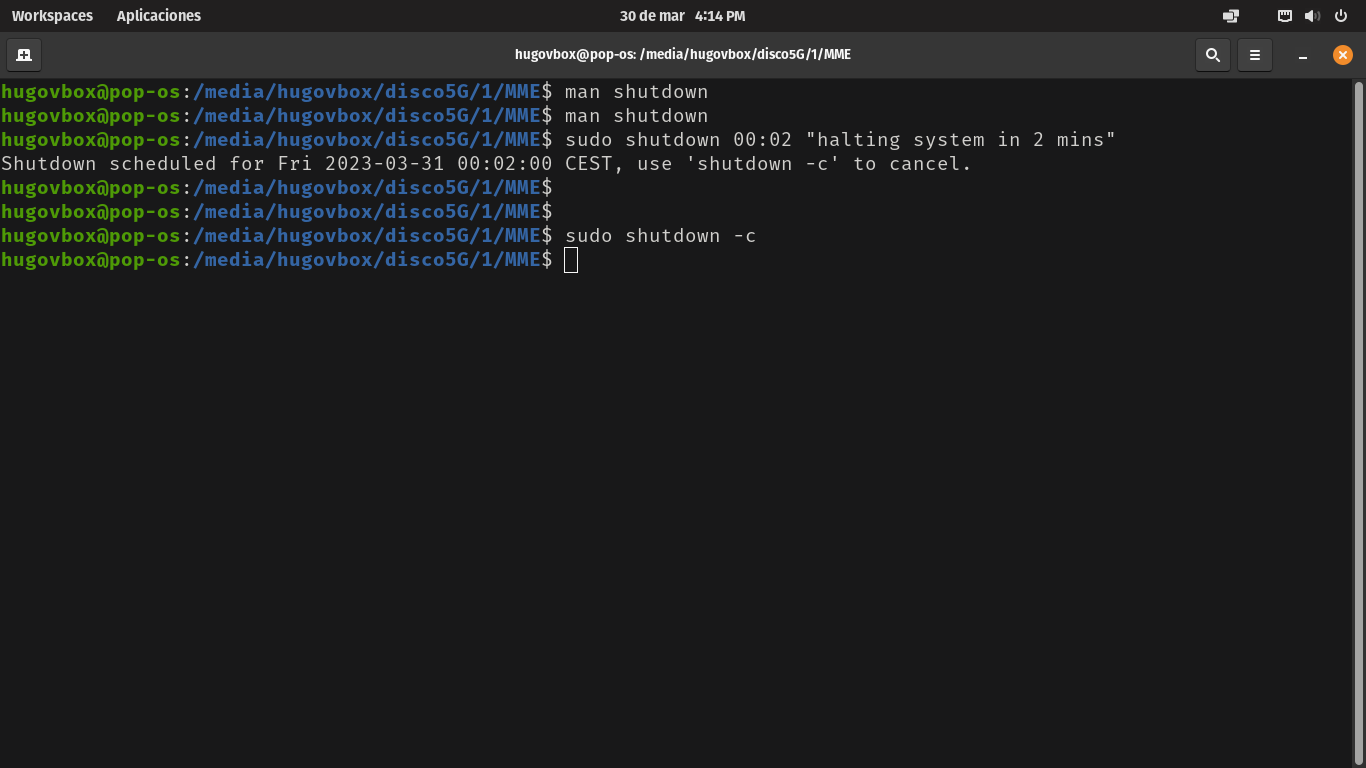 Workspaces Aplicaciones 30 de mar 4:14 PM
hugovbox@pop-os: /media/hugovbox/disco5G/1/MME
hugovbox@pop-os:/media/hugovbox/disco5G/1/MME$ man shutdown
hugovbox@pop-os:/media/hugovbox/disco5G/1/MME$ man shutdown
hugovbox@pop-os:/media/hugovbox/disco5G/1/MME$ sudo shutdown 00:02 "halting system in 2 mins"
Shutdown scheduled for Fri 2023-03-31 00:02:00 CEST, use 'shutdown -c' to cancel.
hugovbox@pop-os:/media/hugovbox/disco5G/1/MME$
hugovbox@pop-os:/media/hugovbox/disco5G/1/MME$
hugovbox@pop-os:/media/hugovbox/disco5G/1/MME$ sudo shutdown -c
hugovbox@pop-os:/media/hugovbox/disco5G/1/MME$